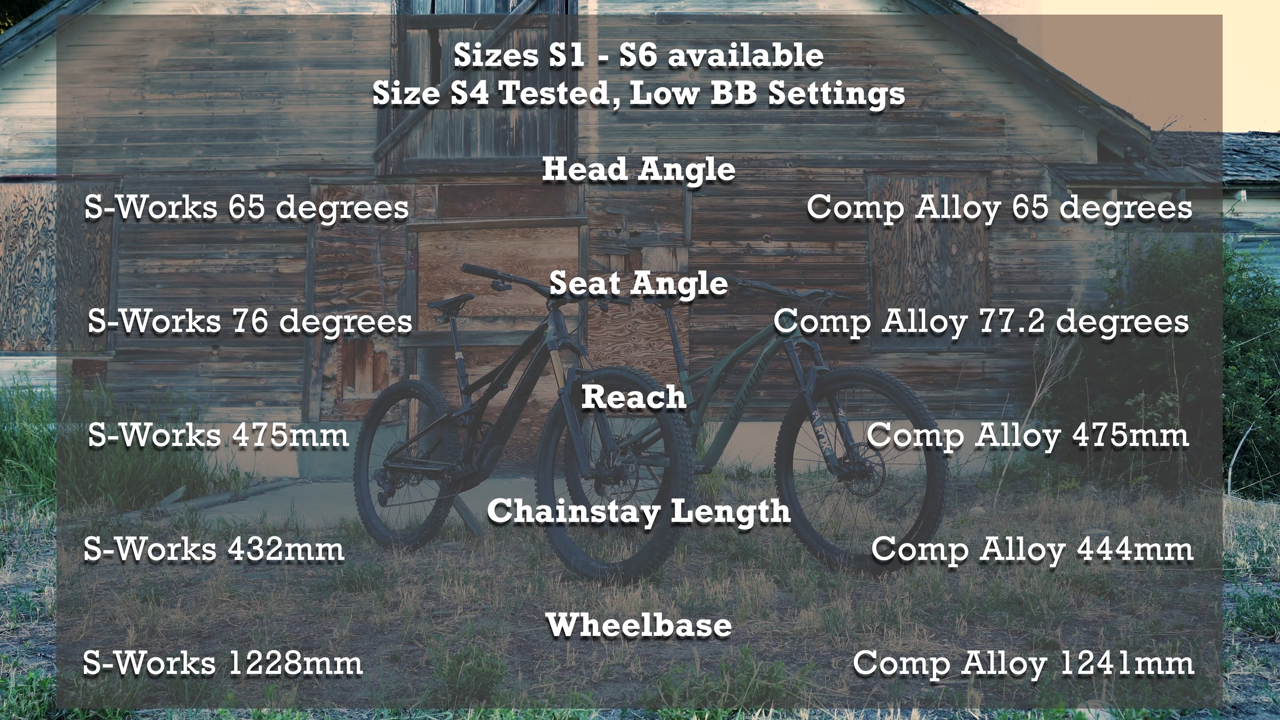 Sizes S1 - S6 available
Size S4 Tested, Low BB Settings
Head Angle
S-Works 65 degrees Comp Alloy 65 degrees
Seat Angle
S-Works 76 degrees Comp Alloy 77.2 degrees
Reach
S-Works 475mm Comp Alloy 475mm
Chainstay Length
S-Works 432mm Comp Alloy 444mm
Wheelbase
S-Works 1228mm Comp Alloy 1241mm